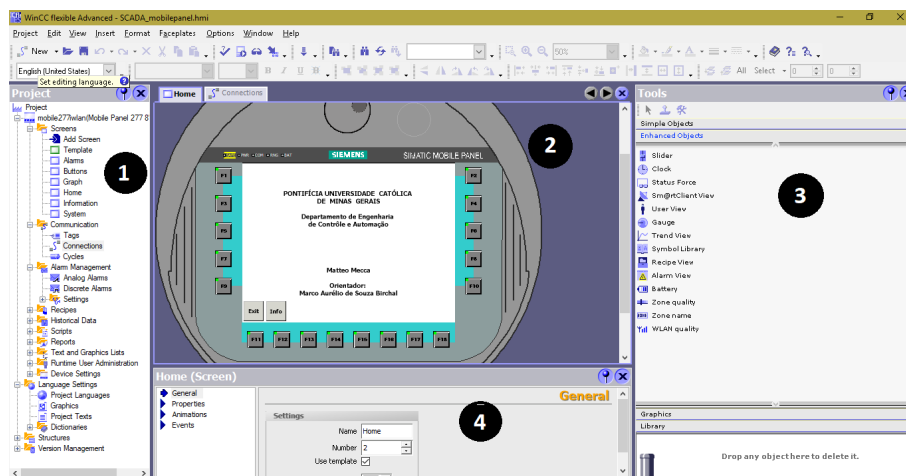 WinCC flexible Advanced - SCADA_mobilepanel.hmi
Project Edit View Insert Format Faceplates Options Window Help
New
50%
English (United States)
B I U
All Select 0 0
Set editing language.
Project
Project
mobile277iwlan(Mobile Panel 277 8
Screens
Add Screen
Template
Alarms
Buttons
Graph
Home
Information
System
Communication
Tags
Connections
Cycles
Alarm Management
Analog Alarms
Discrete Alarms
Settings
Recipes
Historical Data
Scripts
Reports
Text and Graphics Lists
Runtime User Administration
Device Settings
Language Settings
Project Languages
Graphics
Project Texts
Dictionaries
Structures
Version Management
1
Home
Connections
2
SIEMENS
SIMATIC MOBILE PANEL
PWR COM RNG BAT
F1
F2
F3
F4
F5
F6
F7
F8
F9
F10
PONTIFÍCIA UNIVERSIDADE CATÓLICA
DE MINAS GERAIS
Departamento de Engenharia
de Contrôle e Automação
Matteo Mecca
Orientador:
Marco Aurélio de Souza Birchal
Exit Info
F11 F12 F13 F14 F15 F16 F17 F18
Home (Screen)
General
Properties
Animations
Events
General
Settings
Name Home
Number 2
Use template
4
Tools
Simple Objects
Enhanced Objects
Slider
Clock
Status Force
Sm@rtClient View
User View
Gauge
Trend View
Symbol Library
Recipe View
Alarm View
Battery
Zone quality
Zone name
WLAN quality
3
Graphics
Library
Drop any object here to delete it.